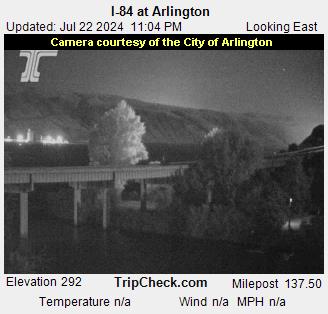 I-84 at Arlington
Updated: Jul 22 2024 11:04 PM Looking East
Camera courtesy of the City of Arlington
Elevation 292 TripCheck.com Milepost 137.50
Temperature n/a Wind n/a MPH n/a